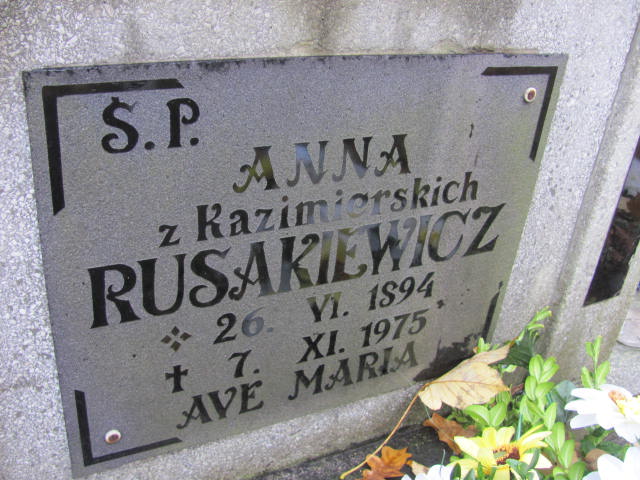 Ś.P.
ANNA
z Kazimierskich
RUSAKIEWICZ
26. VI. 1894
† 7. XI. 1975
AVE MARIA